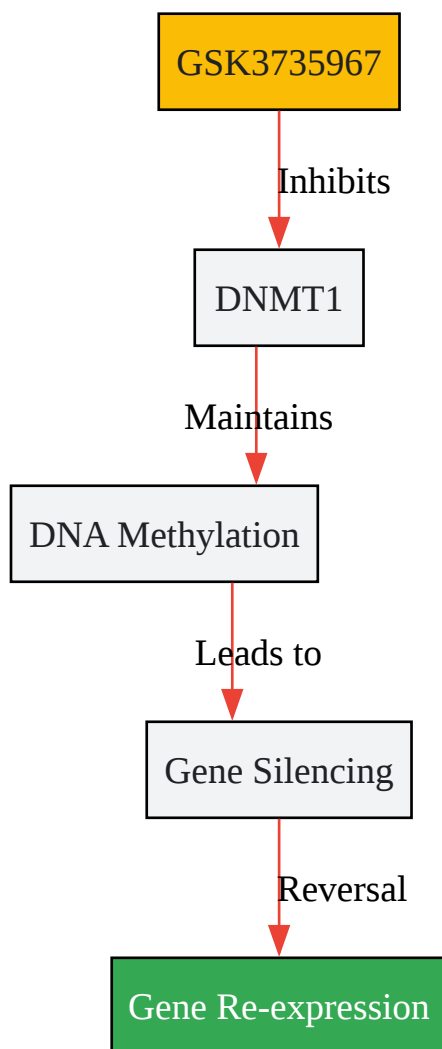 GSK3735967
Inhibits
DNMT1
Maintains
DNA Methylation
Leads to
Gene Silencing
Reversal
Gene Re-expression